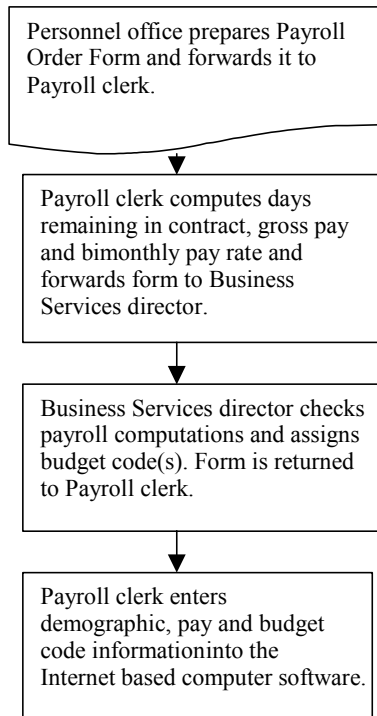 Personnel office prepares Payroll
Order Form and forwards it to
Payroll clerk.
Payroll clerk computes days
remaining in contract, gross pay
and bimonthly pay rate and
forwards form to Business
Services director.
Business Services director checks
payroll computations and assigns
budget code(s). Form is returned
to Payroll clerk.
Payroll clerk enters
demographic, pay and budget
code informationinto the
Internet based computer software.